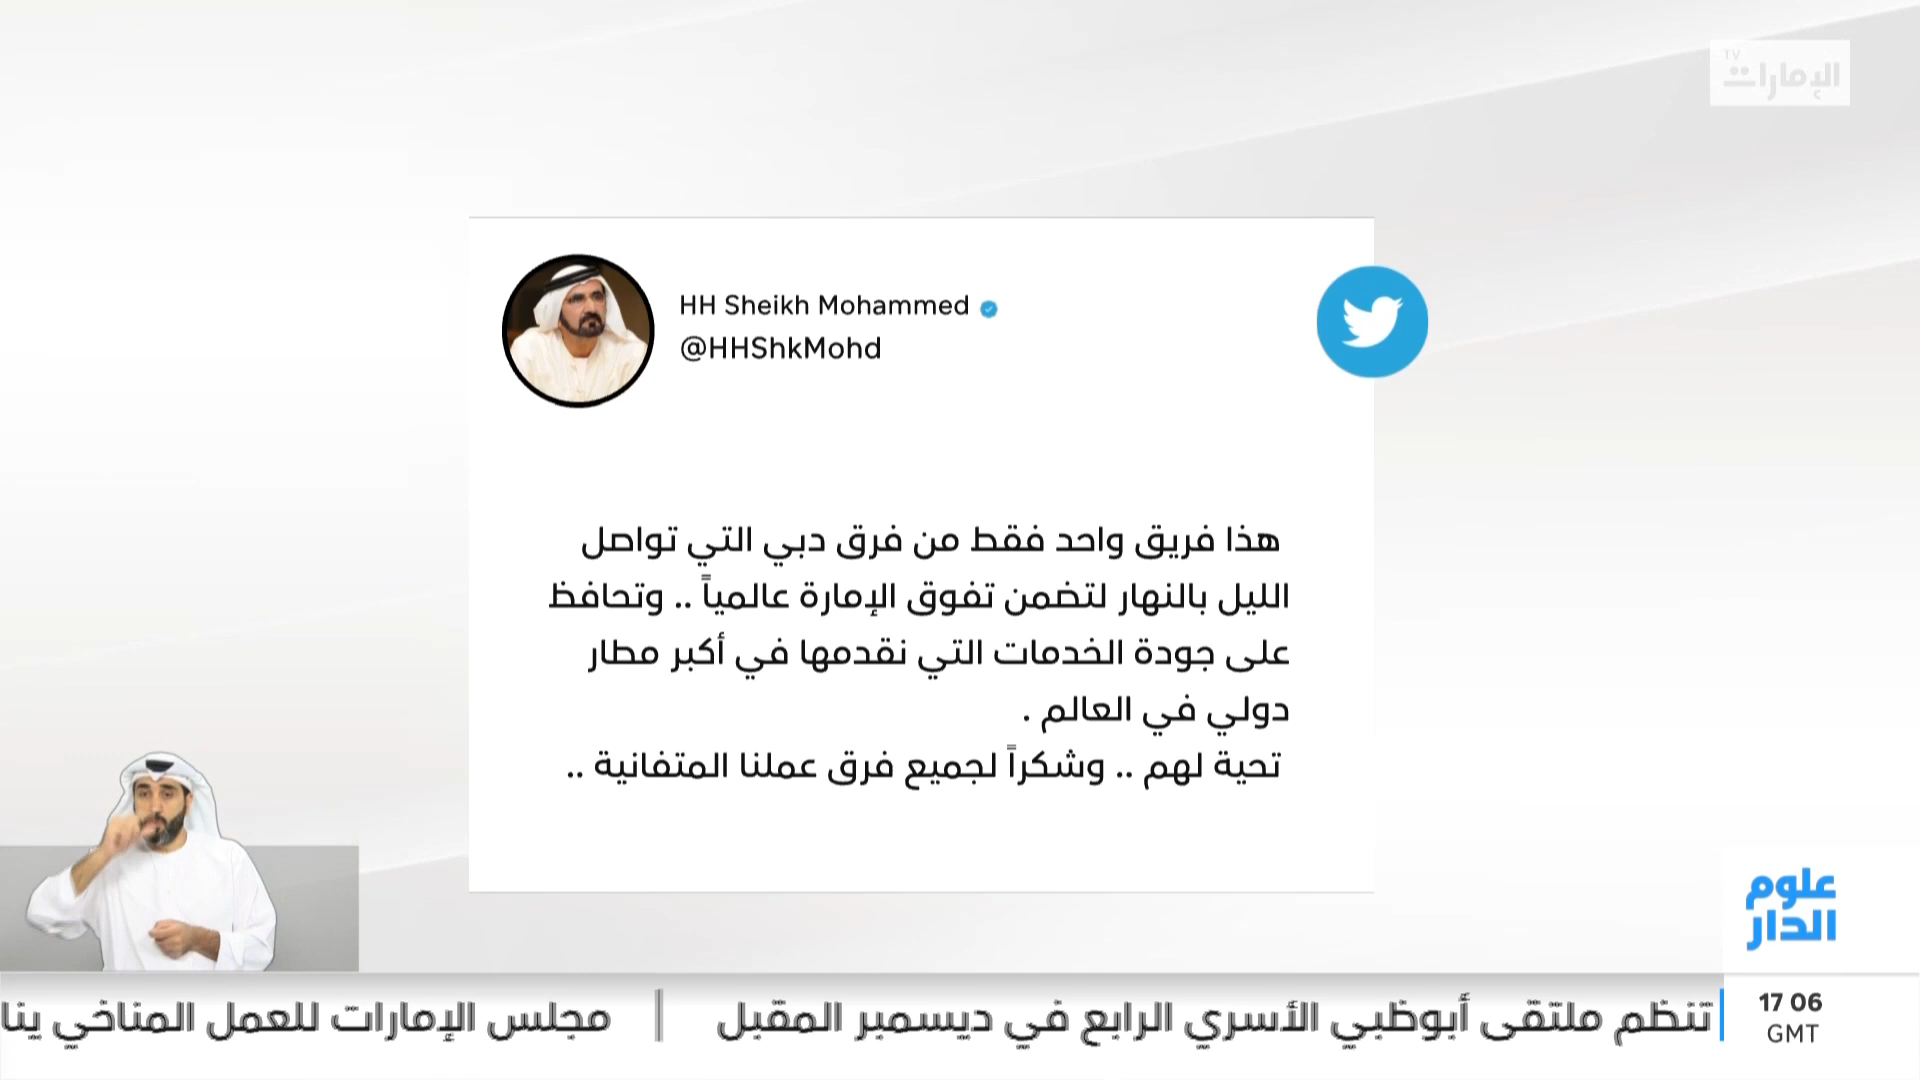 TV
الإمارات
HH Sheikh Mohammed
@HHShkMohd
هذا فريق واحد فقط من فرق دبي التي تواصل
الليل بالنهار لتضمن تفوق الإمارة عالمياً .. وتحافظ
على جودة الخدمات التي نقدمها في أكبر مطار
دولي في العالم .
تحية لهم .. وشكراً لجميع فرق عملنا المتفانية ..
علوم
الدار
تنظم ملتقى أبوظبي الأسري الرابع في ديسمبر المقبل | مجلس الإمارات للعمل المناخي
17 06
GMT